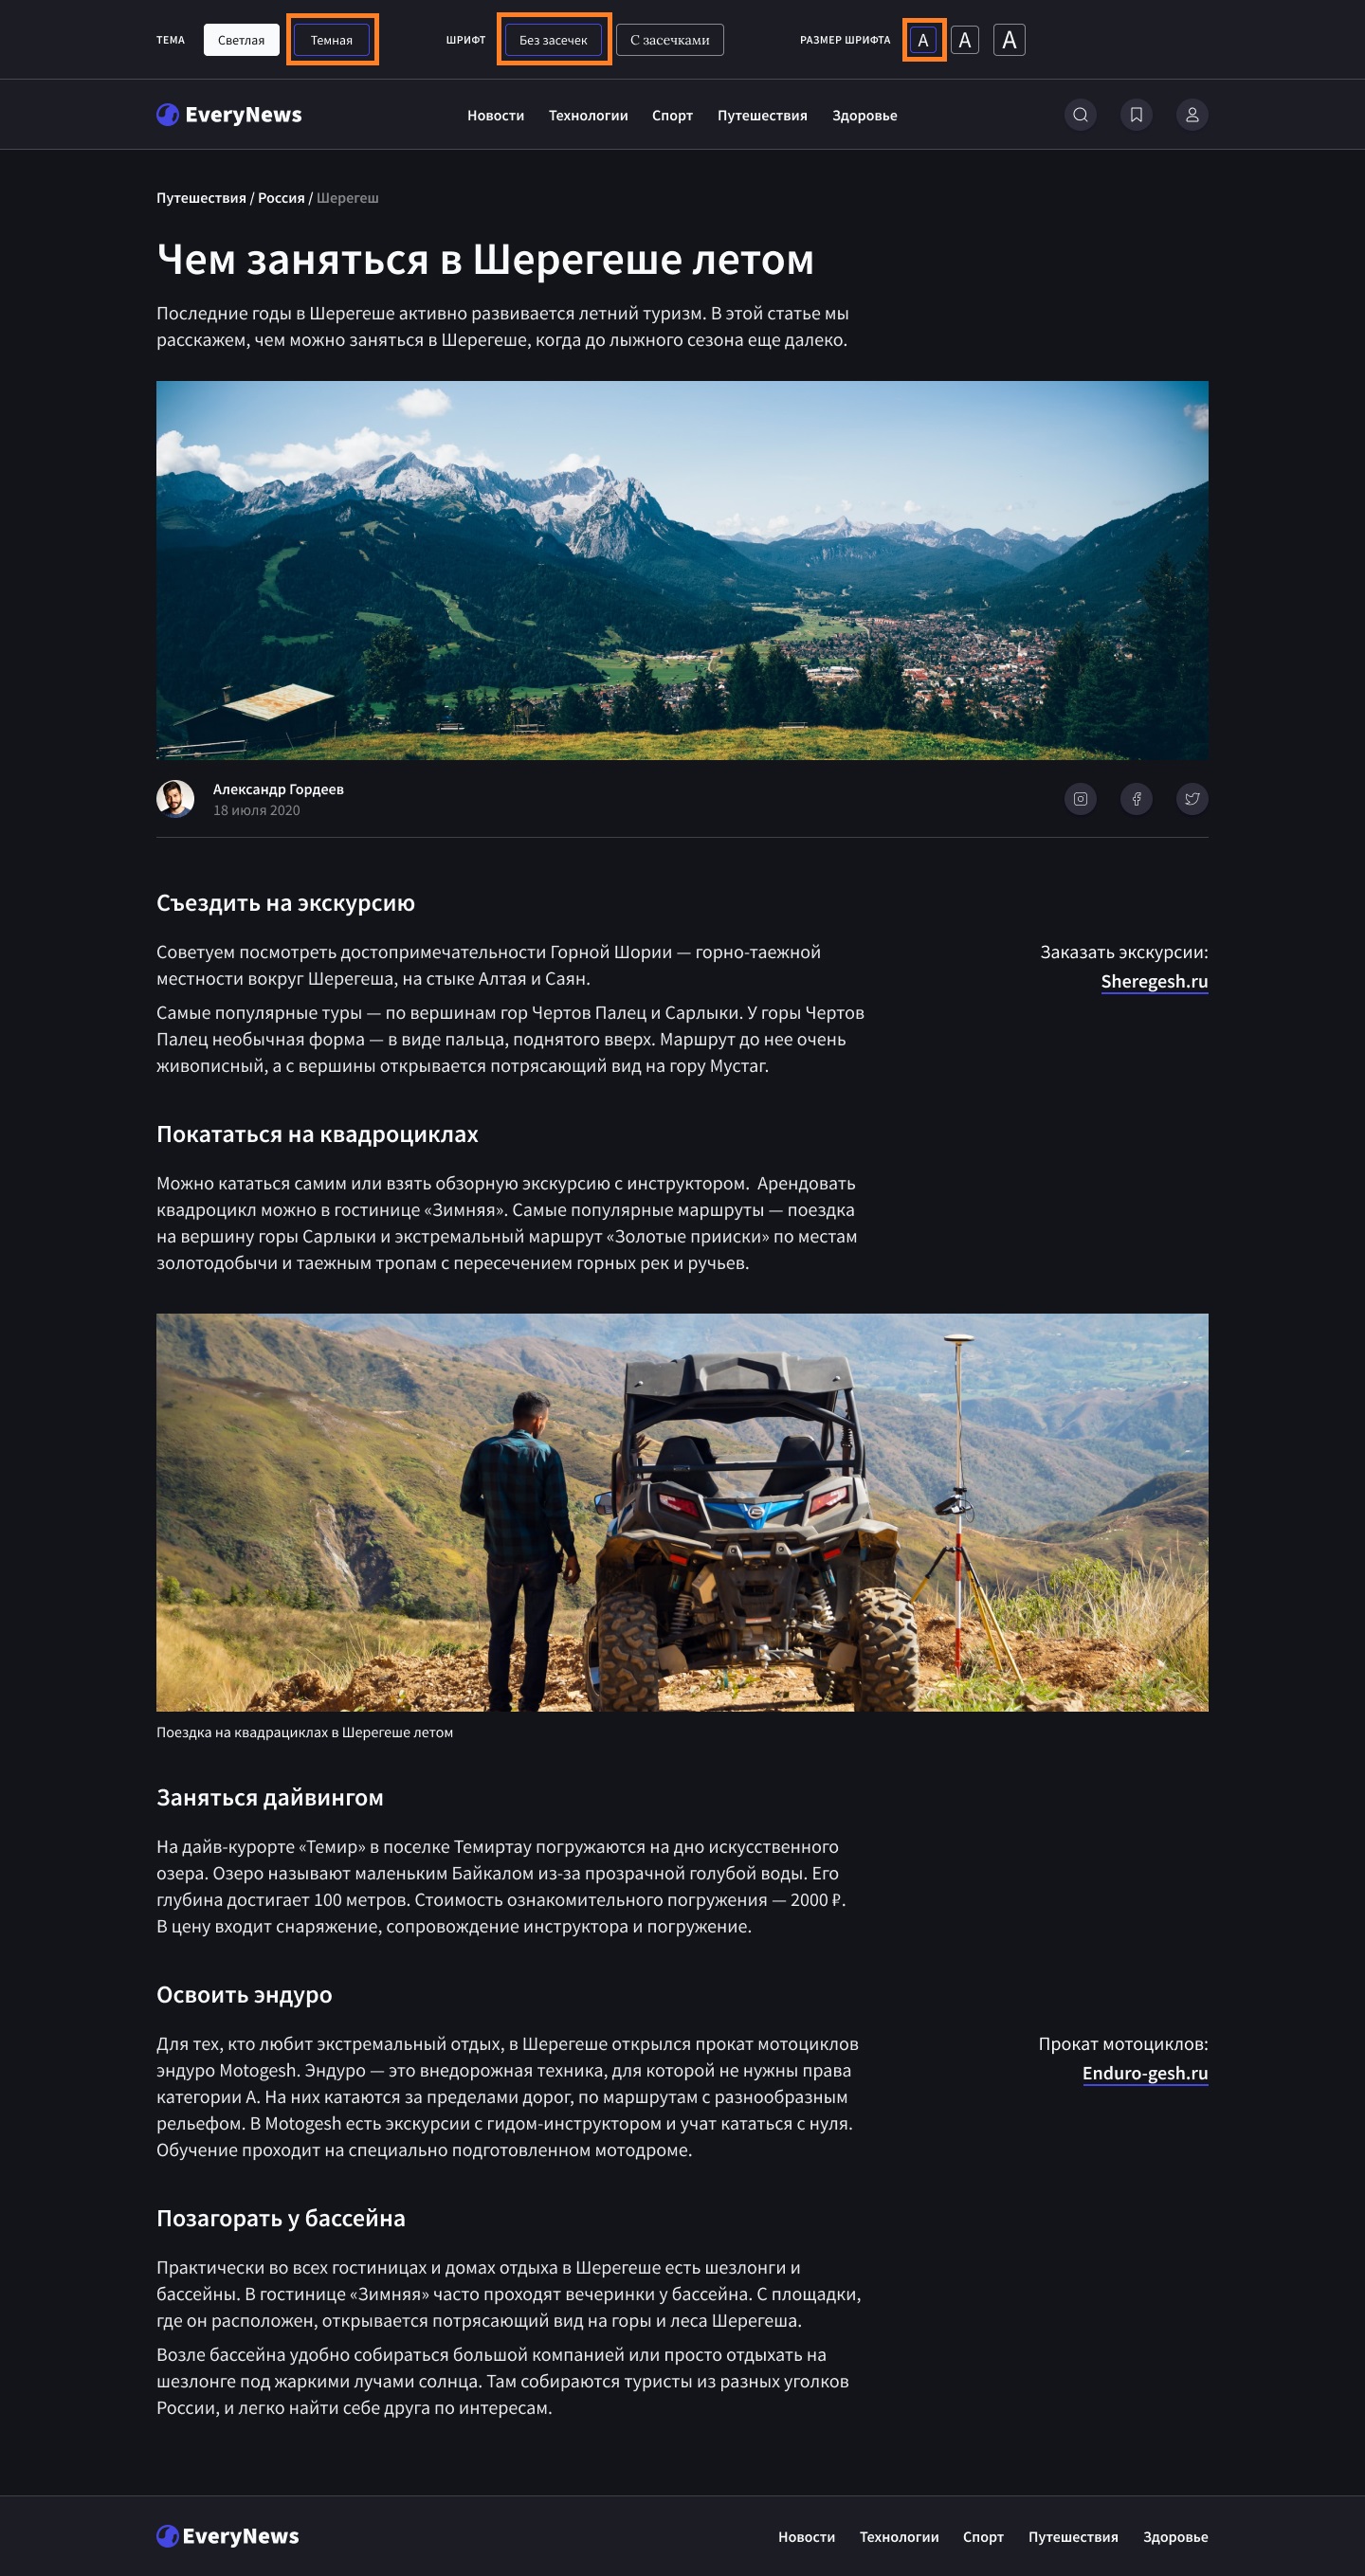 ТЕМА Светлая Темная ШРИФТ Без засечек С засечками РАЗМЕР ШРИФТА A A A
EveryNews Новости Технологии Спорт Путешествия Здоровье
Путешествия / Россия / Шерегеш
Чем заняться в Шерегеше летом
Последние годы в Шерегеше активно развивается летний туризм. В этой статье мы
расскажем, чем можно заняться в Шерегеше, когда до лыжного сезона еще далеко.
Александр Гордеев
18 июля 2020
Съездить на экскурсию
Советуем посмотреть достопримечательности Горной Шории — горно-таежной
местности вокруг Шерегеша, на стыке Алтая и Саян.
Самые популярные туры — по вершинам гор Чертов Палец и Сарлыки. У горы Чертов
Палец необычная форма — в виде пальца, поднятого вверх. Маршрут до нее очень
живописный, а с вершины открывается потрясающий вид на гору Мустаг.
Заказать экскурсии:
Sheregesh.ru
Покататься на квадроциклах
Можно кататься самим или взять обзорную экскурсию с инструктором. Арендовать
квадроцикл можно в гостинице «Зимняя». Самые популярные маршруты — поездка
на вершину горы Сарлыки и экстремальный маршрут «Золотые прииски» по местам
золотодобычи и таежным тропам с пересечением горных рек и ручьев.
Поездка на квадрациклах в Шерегеше летом
Заняться дайвингом
На дайв-курорте «Темир» в поселке Темиртау погружаются на дно искусственного
озера. Озеро называют маленьким Байкалом из-за прозрачной голубой воды. Его
глубина достигает 100 метров. Стоимость ознакомительного погружения — 2000 ₽.
В цену входит снаряжение, сопровождение инструктора и погружение.
Освоить эндуро
Для тех, кто любит экстремальный отдых, в Шерегеше открылся прокат мотоциклов
эндуро Motogesh. Эндуро — это внедорожная техника, для которой не нужны права
категории А. На них катаются за пределами дорог, по маршрутам с разнообразным
рельефом. В Motogesh есть экскурсии с гидом-инструктором и учат кататься с нуля.
Обучение проходит на специально подготовленном мотодроме.
Прокат мотоциклов:
Enduro-gesh.ru
Позагорать у бассейна
Практически во всех гостиницах и домах отдыха в Шерегеше есть шезлонги и
бассейны. В гостинице «Зимняя» часто проходят вечеринки у бассейна. С площадки,
где он расположен, открывается потрясающий вид на горы и леса Шерегеша.
Возле бассейна удобно собираться большой компанией или просто отдыхать на
шезлонге под жаркими лучами солнца. Там собираются туристы из разных уголков
России, и легко найти себе друга по интересам.
EveryNews Новости Технологии Спорт Путешествия Здоровье